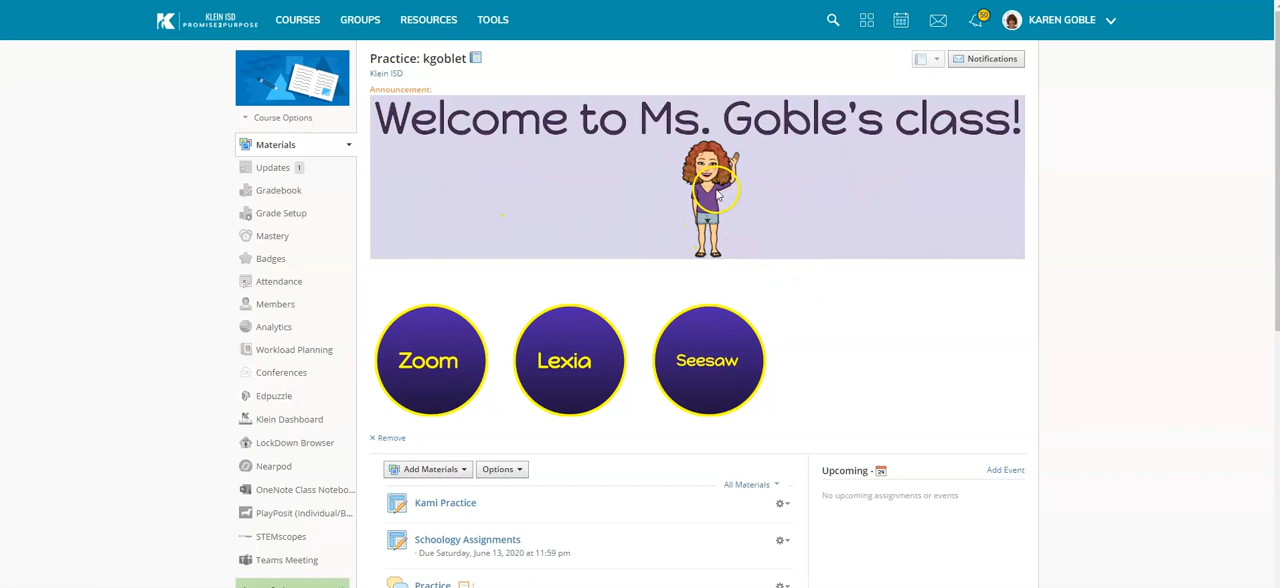 KLEIN ISD
PROMISE2PURPOSE
COURSES GROUPS RESOURCES TOOLS
50
KAREN GOBLE
Practice: kgoblet
Klein ISD
Notifications
Announcement:
Welcome to Ms. Goble's class!
Course Options
Materials
Updates 1
Gradebook
Grade Setup
Mastery
Badges
Attendance
Members
Analytics
Workload Planning
Conferences
Edpuzzle
Klein Dashboard
LockDown Browser
Nearpod
OneNote Class Notebo...
PlayPosit (Individual/B...
STEMscopes
Teams Meeting
Zoom
Lexia
Seesaw
× Remove
Add Materials Options
All Materials
Kami Practice
Schoology Assignments
· Due Saturday, June 13, 2020 at 11:59 pm
Practice
Upcoming ·
Add Event
No upcoming assignments or events